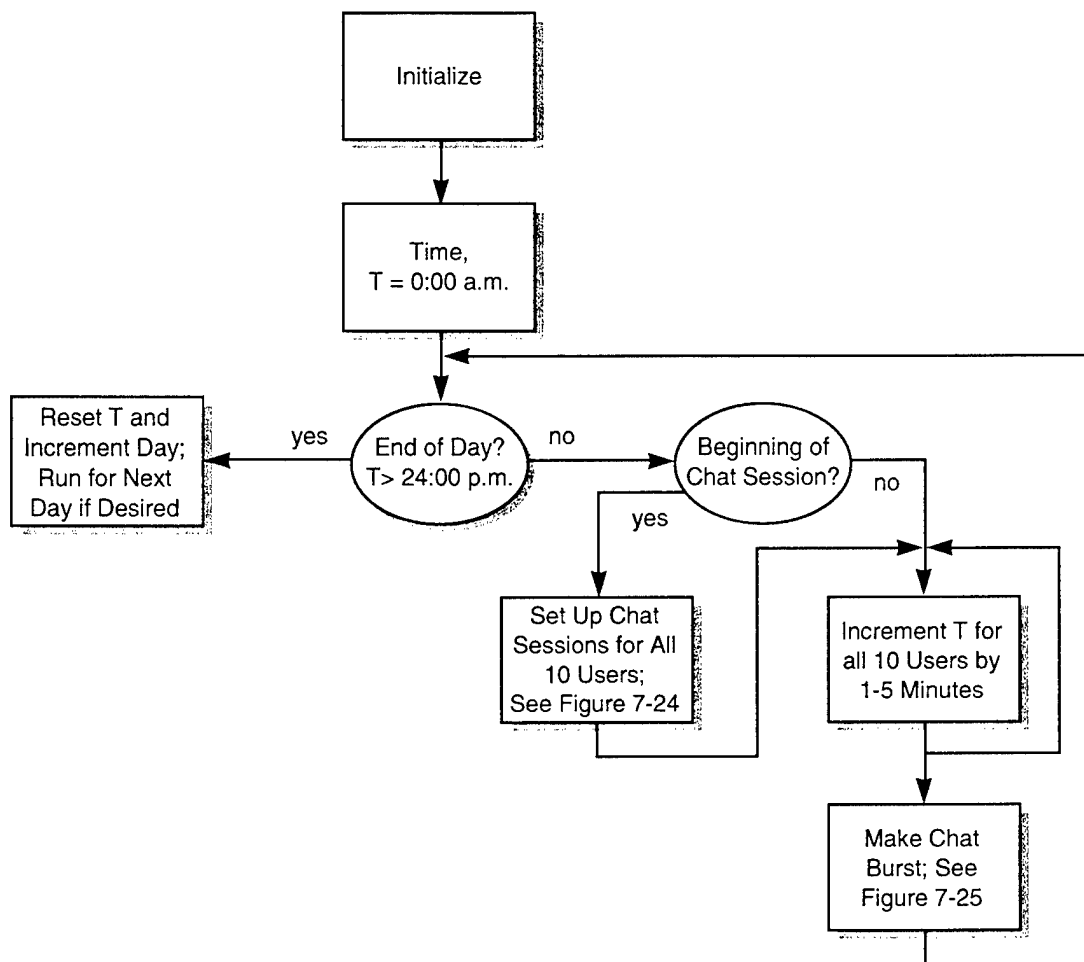 Initialize
Time,
T = 0:00 a.m.
Reset T and
Increment Day;
Run for Next
Day if Desired
yes
End of Day?
T> 24:00 p.m.
no
Beginning of
Chat Session?
no
yes
Set Up Chat
Sessions for All
10 Users;
See Figure 7-24
Increment T for
all 10 Users by
1-5 Minutes
Make Chat
Burst; See
Figure 7-25